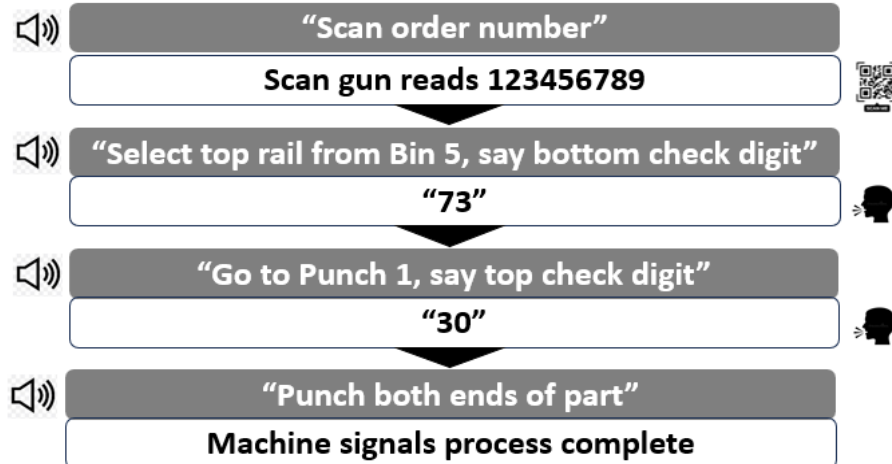 “Scan order number”
Scan gun reads 123456789
“Select top rail from Bin 5, say bottom check digit”
“73”
“Go to Punch 1, say top check digit”
“30”
“Punch both ends of part”
Machine signals process complete